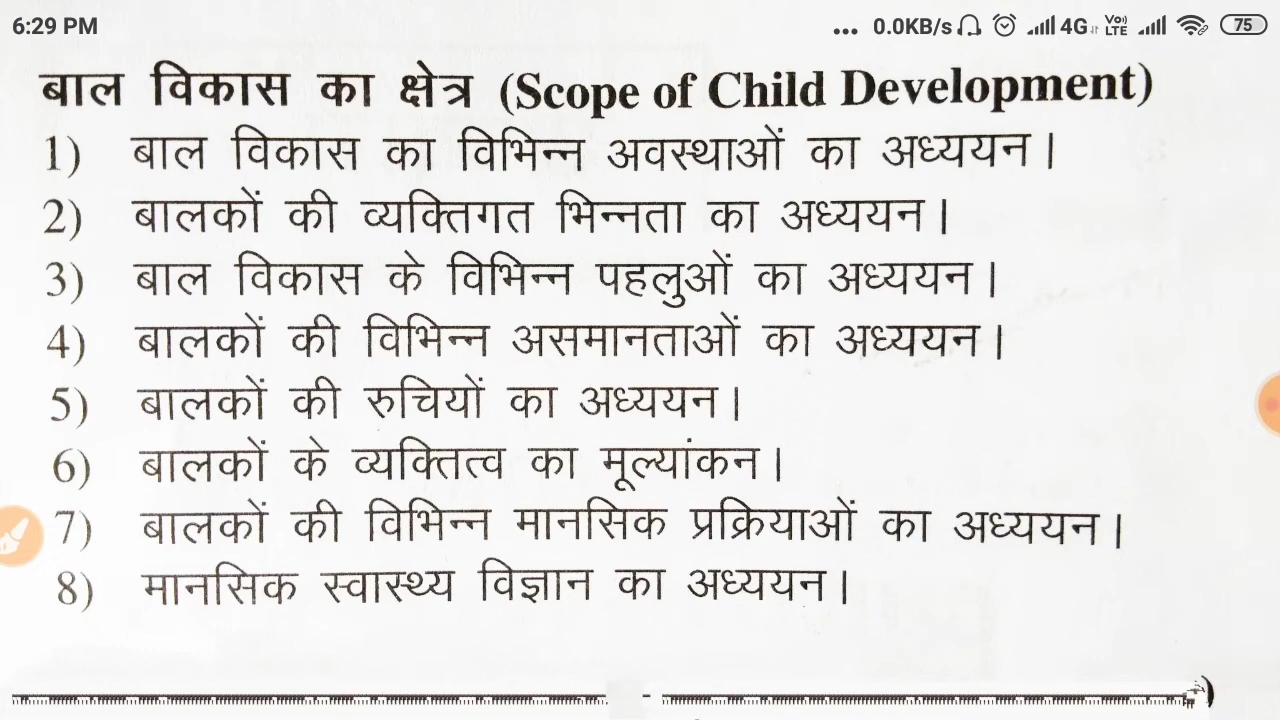 6:29 PM ... 0.0KB/s 4G Vo) LTE 75
बाल विकास का क्षेत्र (Scope of Child Development)
1) बाल विकास का विभिन्न अवस्थाओं का अध्ययन।
2) बालकों की व्यक्तिगत भिन्नता का अध्ययन।
3) बाल विकास के विभिन्न पहलुओं का अध्ययन।
4) बालकों की विभिन्न असमानताओं का अध्ययन।
5) बालकों की रुचियों का अध्ययन।
6) बालकों के व्यक्तित्व का मूल्यांकन।
7) बालकों की विभिन्न मानसिक प्रक्रियाओं का अध्ययन।
8) मानसिक स्वास्थ्य विज्ञान का अध्ययन।